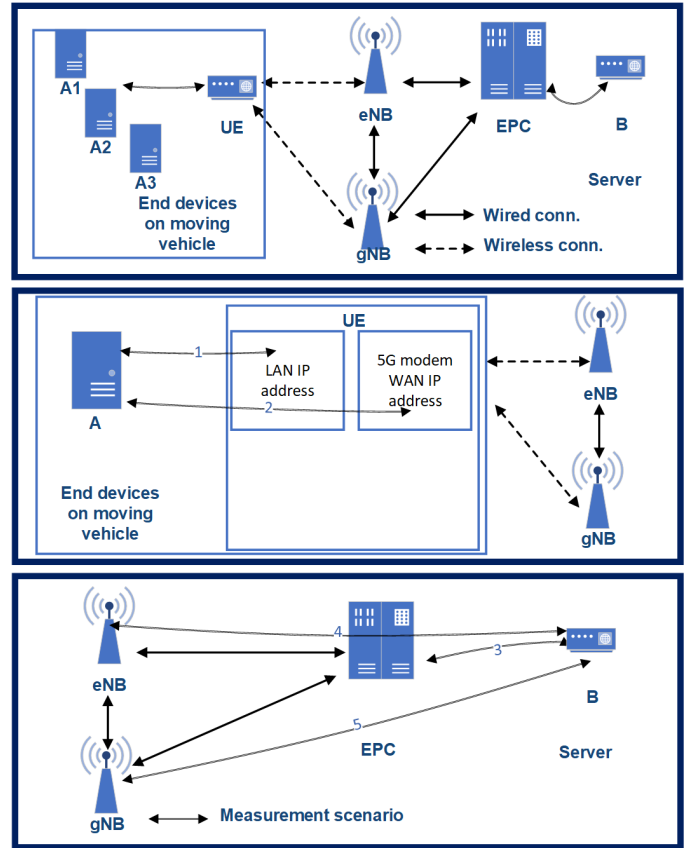 A1
A2
A3
UE
eNB
EPC
B
Server
End devices
on moving
vehicle
gNB
Wired conn.
Wireless conn.
UE
1
LAN IP
address
5G modem
WAN IP
address
2
A
eNB
End devices
on moving
vehicle
gNB
4
3
eNB
B
5
EPC
Server
gNB
Measurement scenario